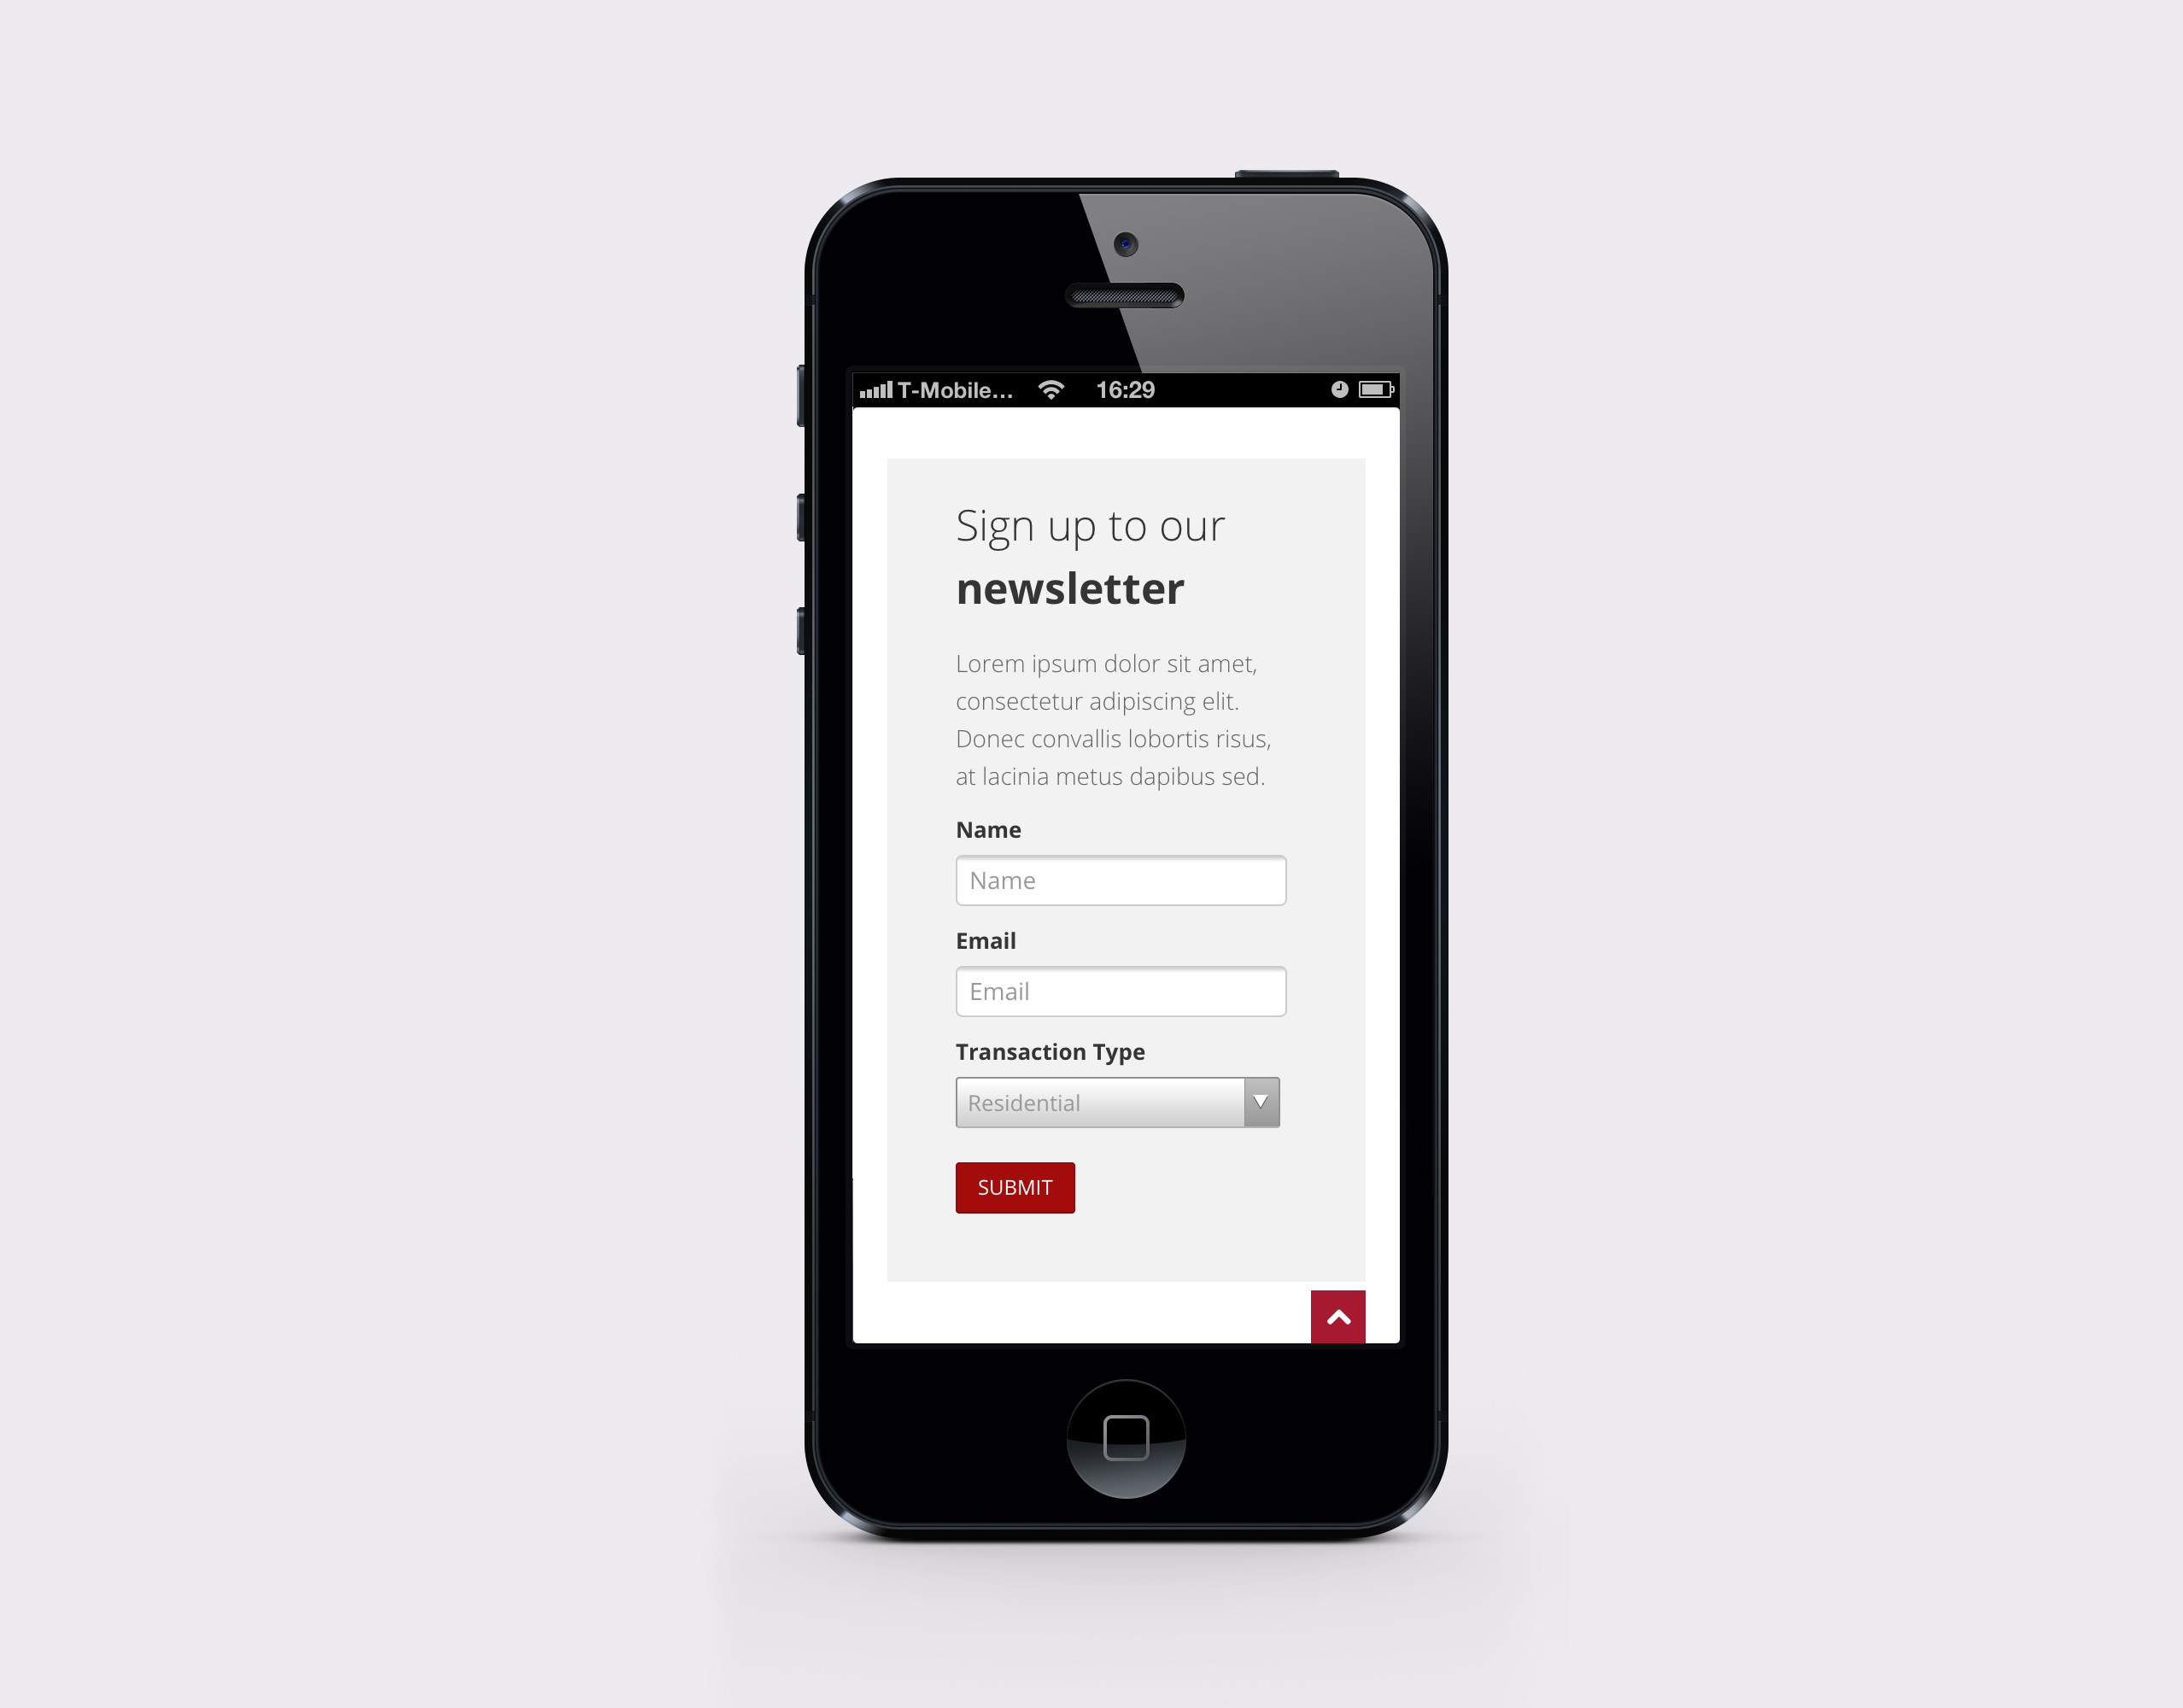 T-Mobile... 16:29
Sign up to our
newsletter
Lorem ipsum dolor sit amet,
consectetur adipiscing elit.
Donec convallis lobortis risus,
at lacinia metus dapibus sed.
Name
Name
Email
Email
Transaction Type
Residential
SUBMIT